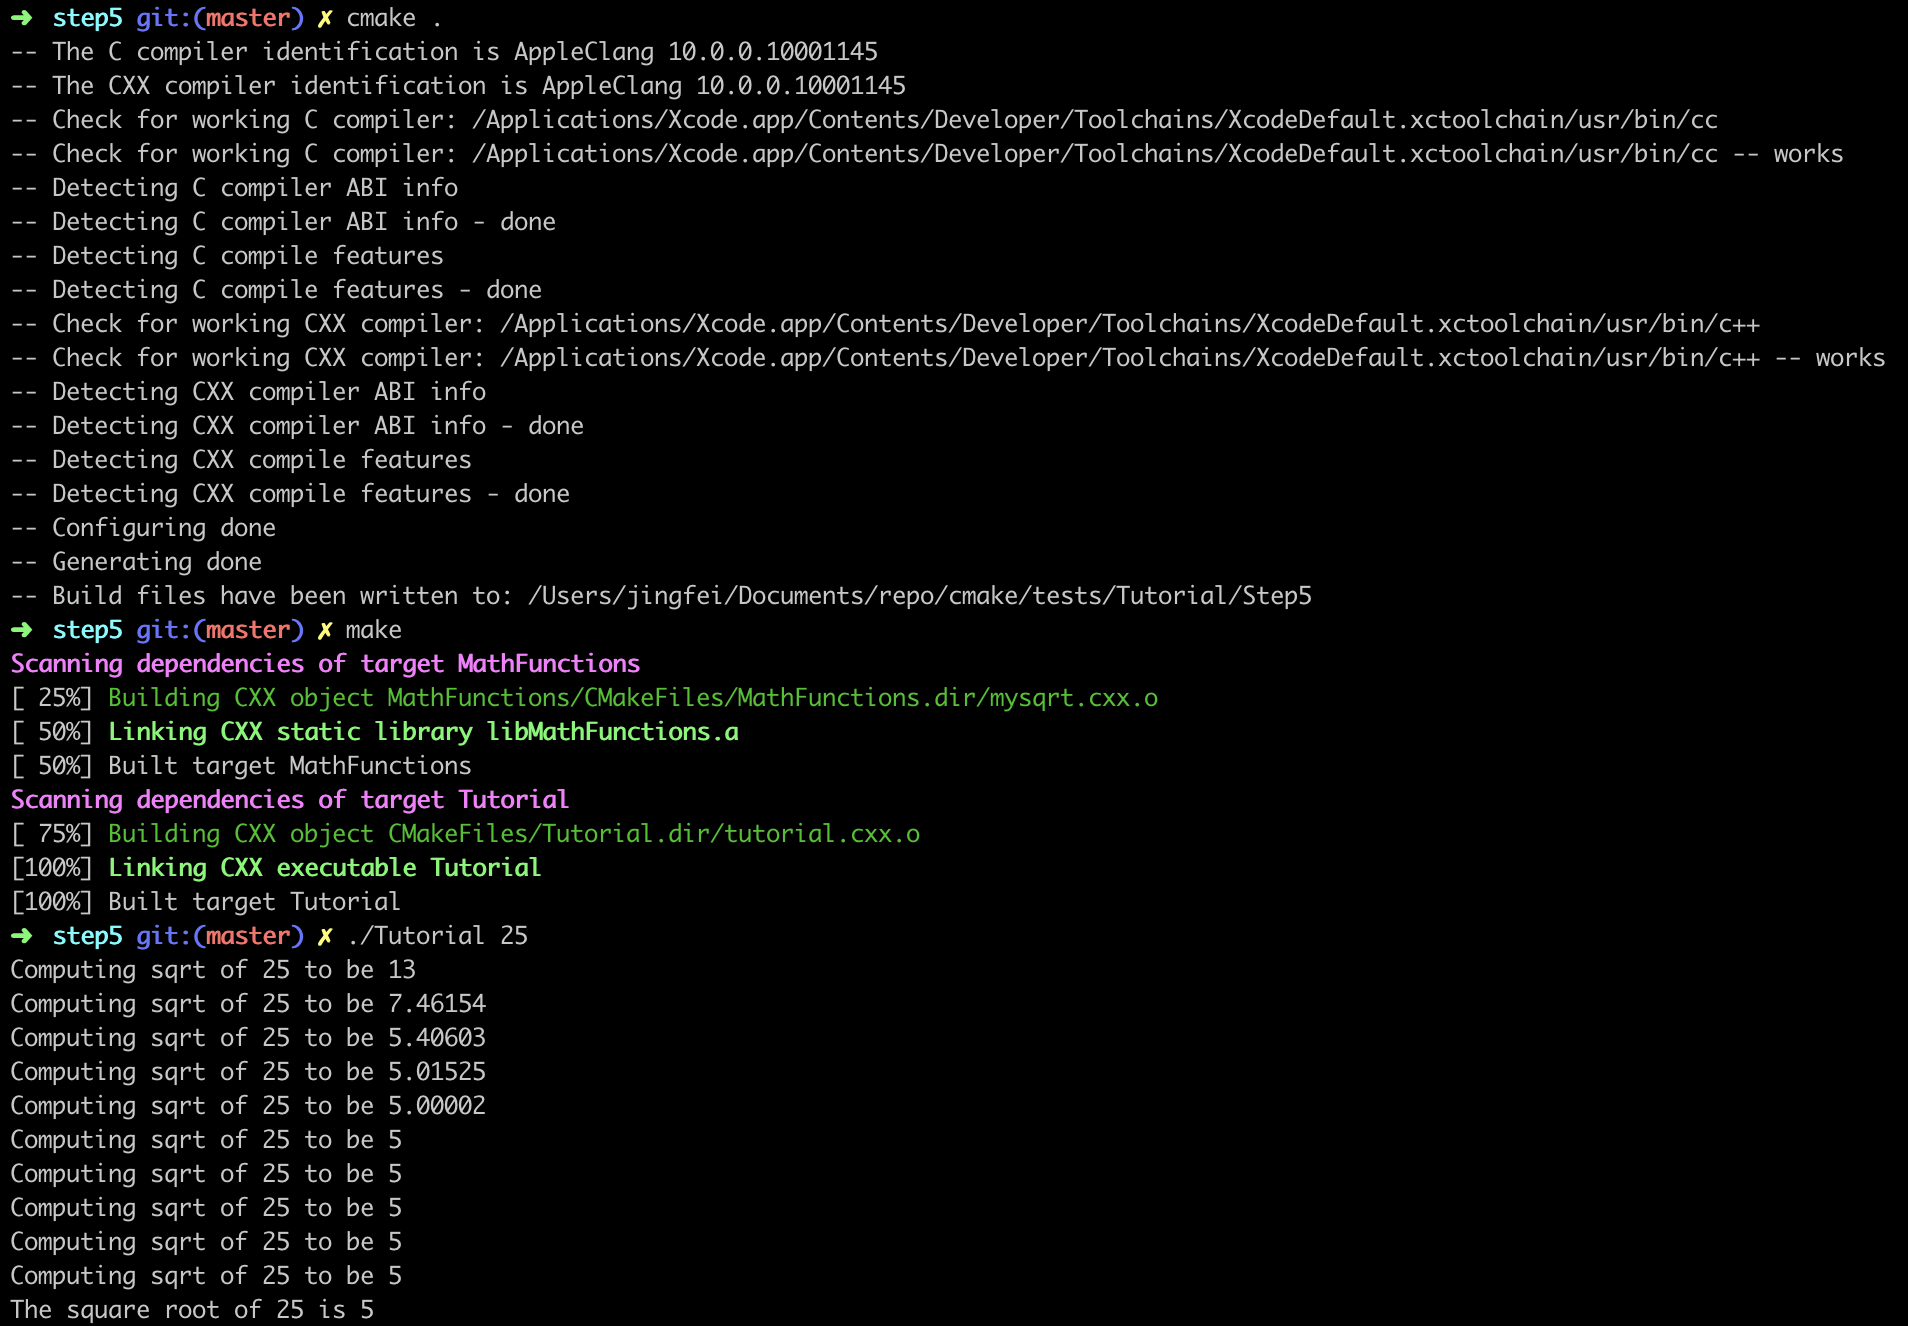 ➜  step5 git:(master) ✗ cmake .
-- The C compiler identification is AppleClang 10.0.0.10001145
-- The CXX compiler identification is AppleClang 10.0.0.10001145
-- Check for working C compiler: /Applications/Xcode.app/Contents/Developer/Toolchains/XcodeDefault.xctoolchain/usr/bin/cc
-- Check for working C compiler: /Applications/Xcode.app/Contents/Developer/Toolchains/XcodeDefault.xctoolchain/usr/bin/cc -- works
-- Detecting C compiler ABI info
-- Detecting C compiler ABI info - done
-- Detecting C compile features
-- Detecting C compile features - done
-- Check for working CXX compiler: /Applications/Xcode.app/Contents/Developer/Toolchains/XcodeDefault.xctoolchain/usr/bin/c++
-- Check for working CXX compiler: /Applications/Xcode.app/Contents/Developer/Toolchains/XcodeDefault.xctoolchain/usr/bin/c++ -- works
-- Detecting CXX compiler ABI info
-- Detecting CXX compiler ABI info - done
-- Detecting CXX compile features
-- Detecting CXX compile features - done
-- Configuring done
-- Generating done
-- Build files have been written to: /Users/jingfei/Documents/repo/cmake/tests/Tutorial/Step5
➜  step5 git:(master) ✗ make
Scanning dependencies of target MathFunctions
[ 25%] Building CXX object MathFunctions/CMakeFiles/MathFunctions.dir/mysqrt.cxx.o
[ 50%] Linking CXX static library libMathFunctions.a
[ 50%] Built target MathFunctions
Scanning dependencies of target Tutorial
[ 75%] Building CXX object CMakeFiles/Tutorial.dir/tutorial.cxx.o
[100%] Linking CXX executable Tutorial
[100%] Built target Tutorial
➜  step5 git:(master) ✗ ./Tutorial 25
Computing sqrt of 25 to be 13
Computing sqrt of 25 to be 7.46154
Computing sqrt of 25 to be 5.40603
Computing sqrt of 25 to be 5.01525
Computing sqrt of 25 to be 5.00002
Computing sqrt of 25 to be 5
Computing sqrt of 25 to be 5
Computing sqrt of 25 to be 5
Computing sqrt of 25 to be 5
Computing sqrt of 25 to be 5
The square root of 25 is 5